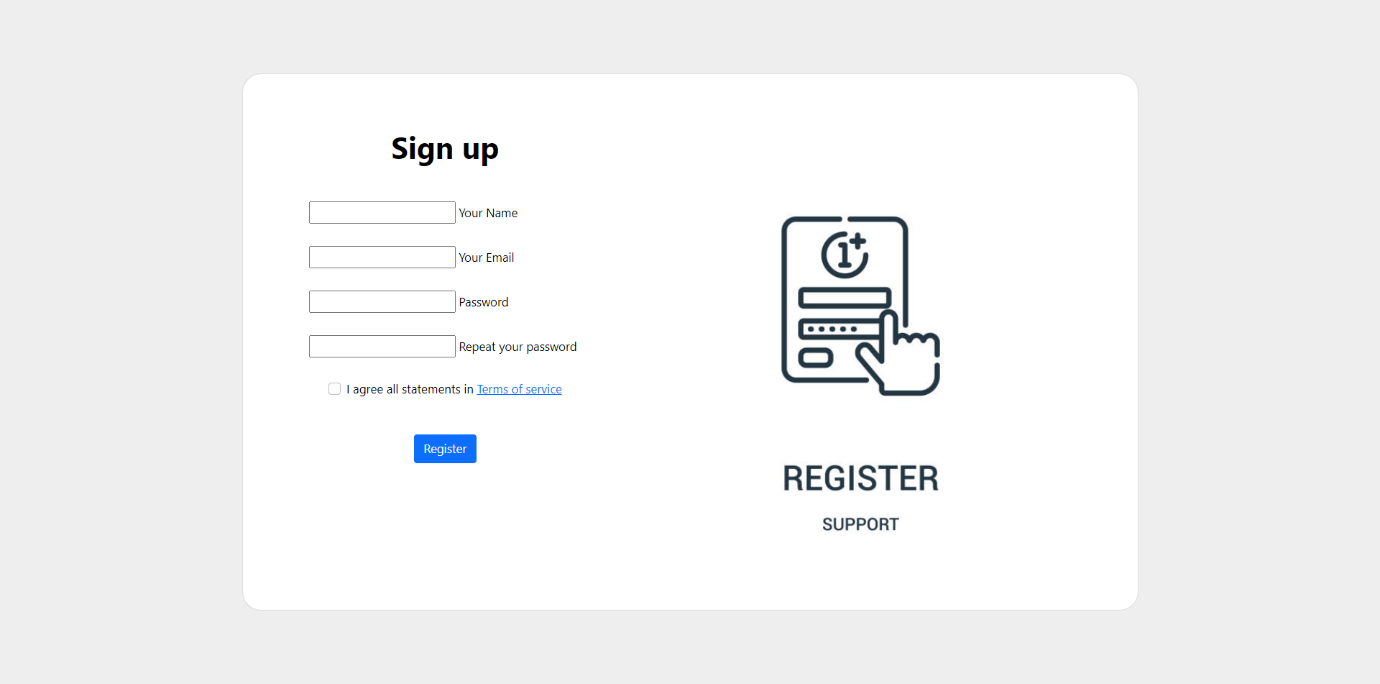 Sign up
Your Name
Your Email
Password
Repeat your password
I agree all statements in Terms of service
Register
1+
REGISTER
SUPPORT